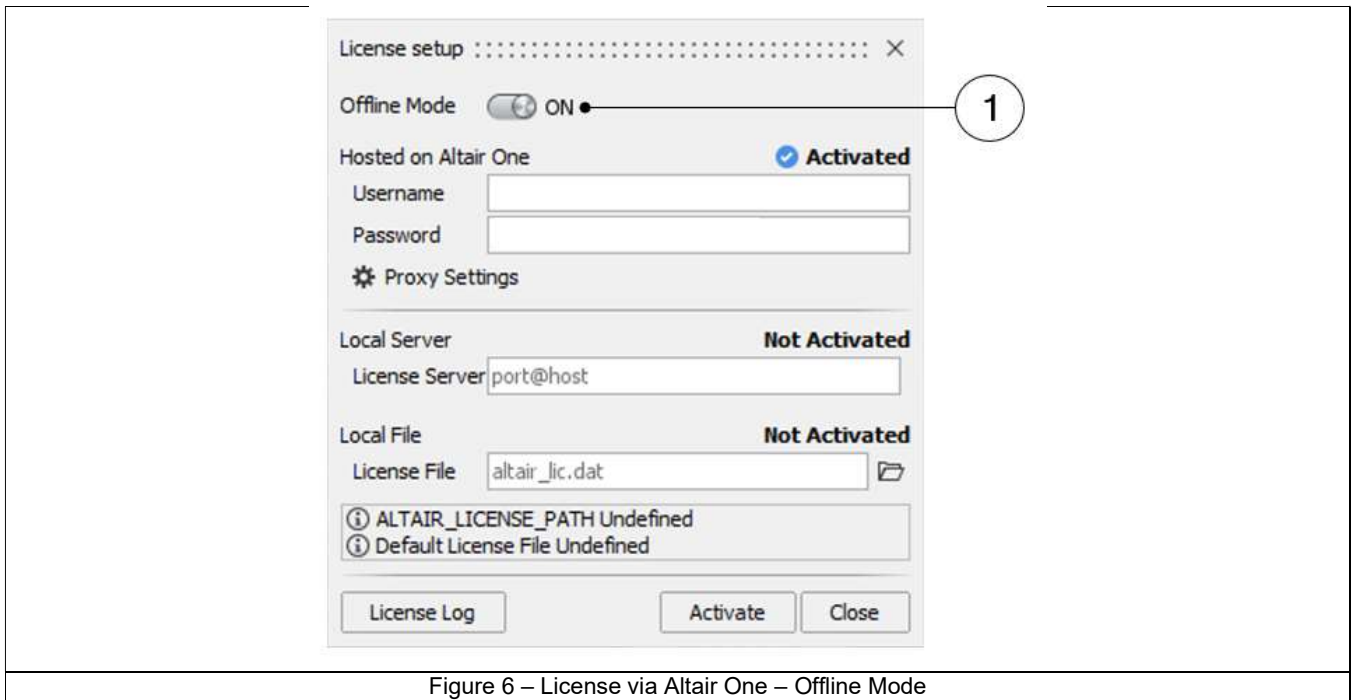 License setup
Offline Mode ON
1
Hosted on Altair One Activated
Username
Password
Proxy Settings
Local Server Not Activated
License Server port@host
Local File Not Activated
License File altair_lic.dat
ALTAIR_LICENSE_PATH Undefined
Default License File Undefined
License Log Activate Close
Figure 6 – License via Altair One – Offline Mode